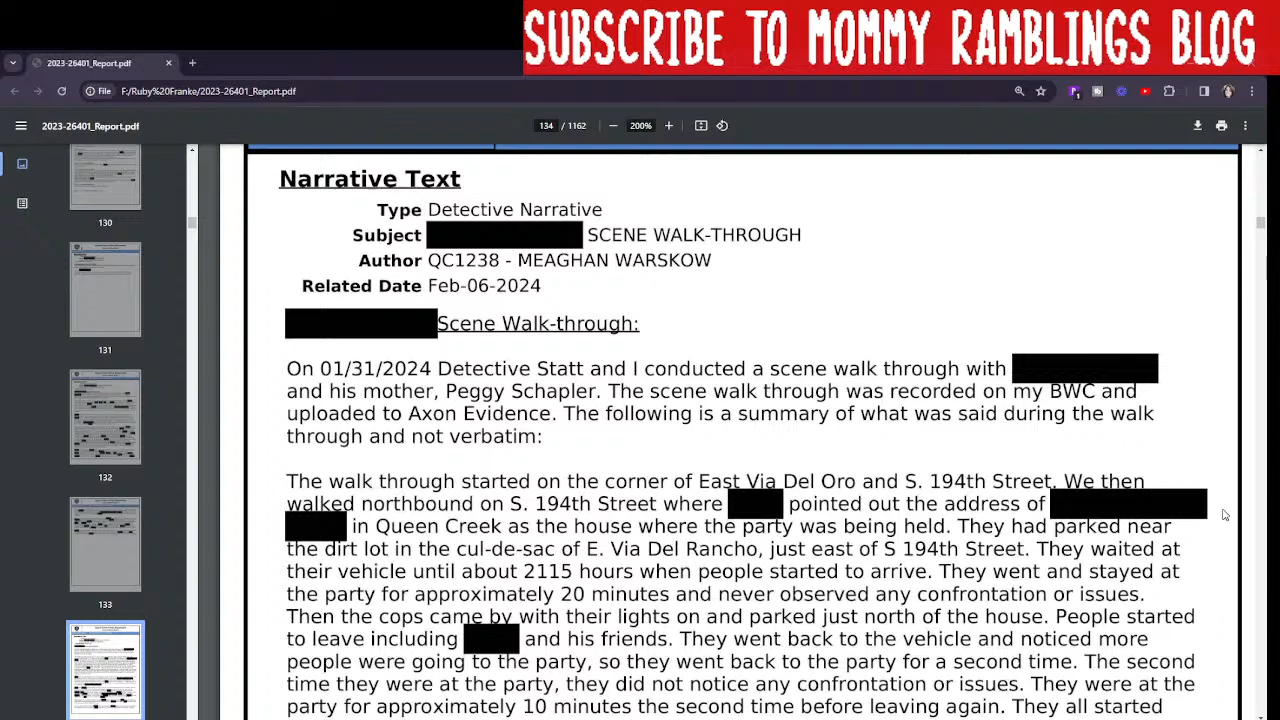 SUBSCRIBE TO MOMMY RAMBLINGS BLOG
2023-26401_Report.pdf
File F:/Ruby%20Franke/2023-26401_Report.pdf
2023-26401_Report.pdf
134 / 1162
200%
130
131
132
133
Narrative Text
Type Detective Narrative
Subject SCENE WALK-THROUGH
Author QC1238 - MEAGHAN WARSKOW
Related Date Feb-06-2024
Scene Walk-through:
On 01/31/2024 Detective Statt and I conducted a scene walk through with
and his mother, Peggy Schapler. The scene walk through was recorded on my BWC and
uploaded to Axon Evidence. The following is a summary of what was said during the walk
through and not verbatim:
The walk through started on the corner of East Via Del Oro and S. 194th Street. We then
walked northbound on S. 194th Street where pointed out the address of
in Queen Creek as the house where the party was being held. They had parked near
the dirt lot in the cul-de-sac of E. Via Del Rancho, just east of S 194th Street. They waited at
their vehicle until about 2115 hours when people started to arrive. They went and stayed at
the party for approximately 20 minutes and never observed any confrontation or issues.
Then the cops came by with their lights on and parked just north of the house. People started
to leave including and his friends. They went back to the vehicle and noticed more
people were going to the party, so they went back to the party for a second time. The second
time they were at the party they did not notice any confrontation or issues. They were at the
party for approximately 10 minutes the second time before leaving again. They all started